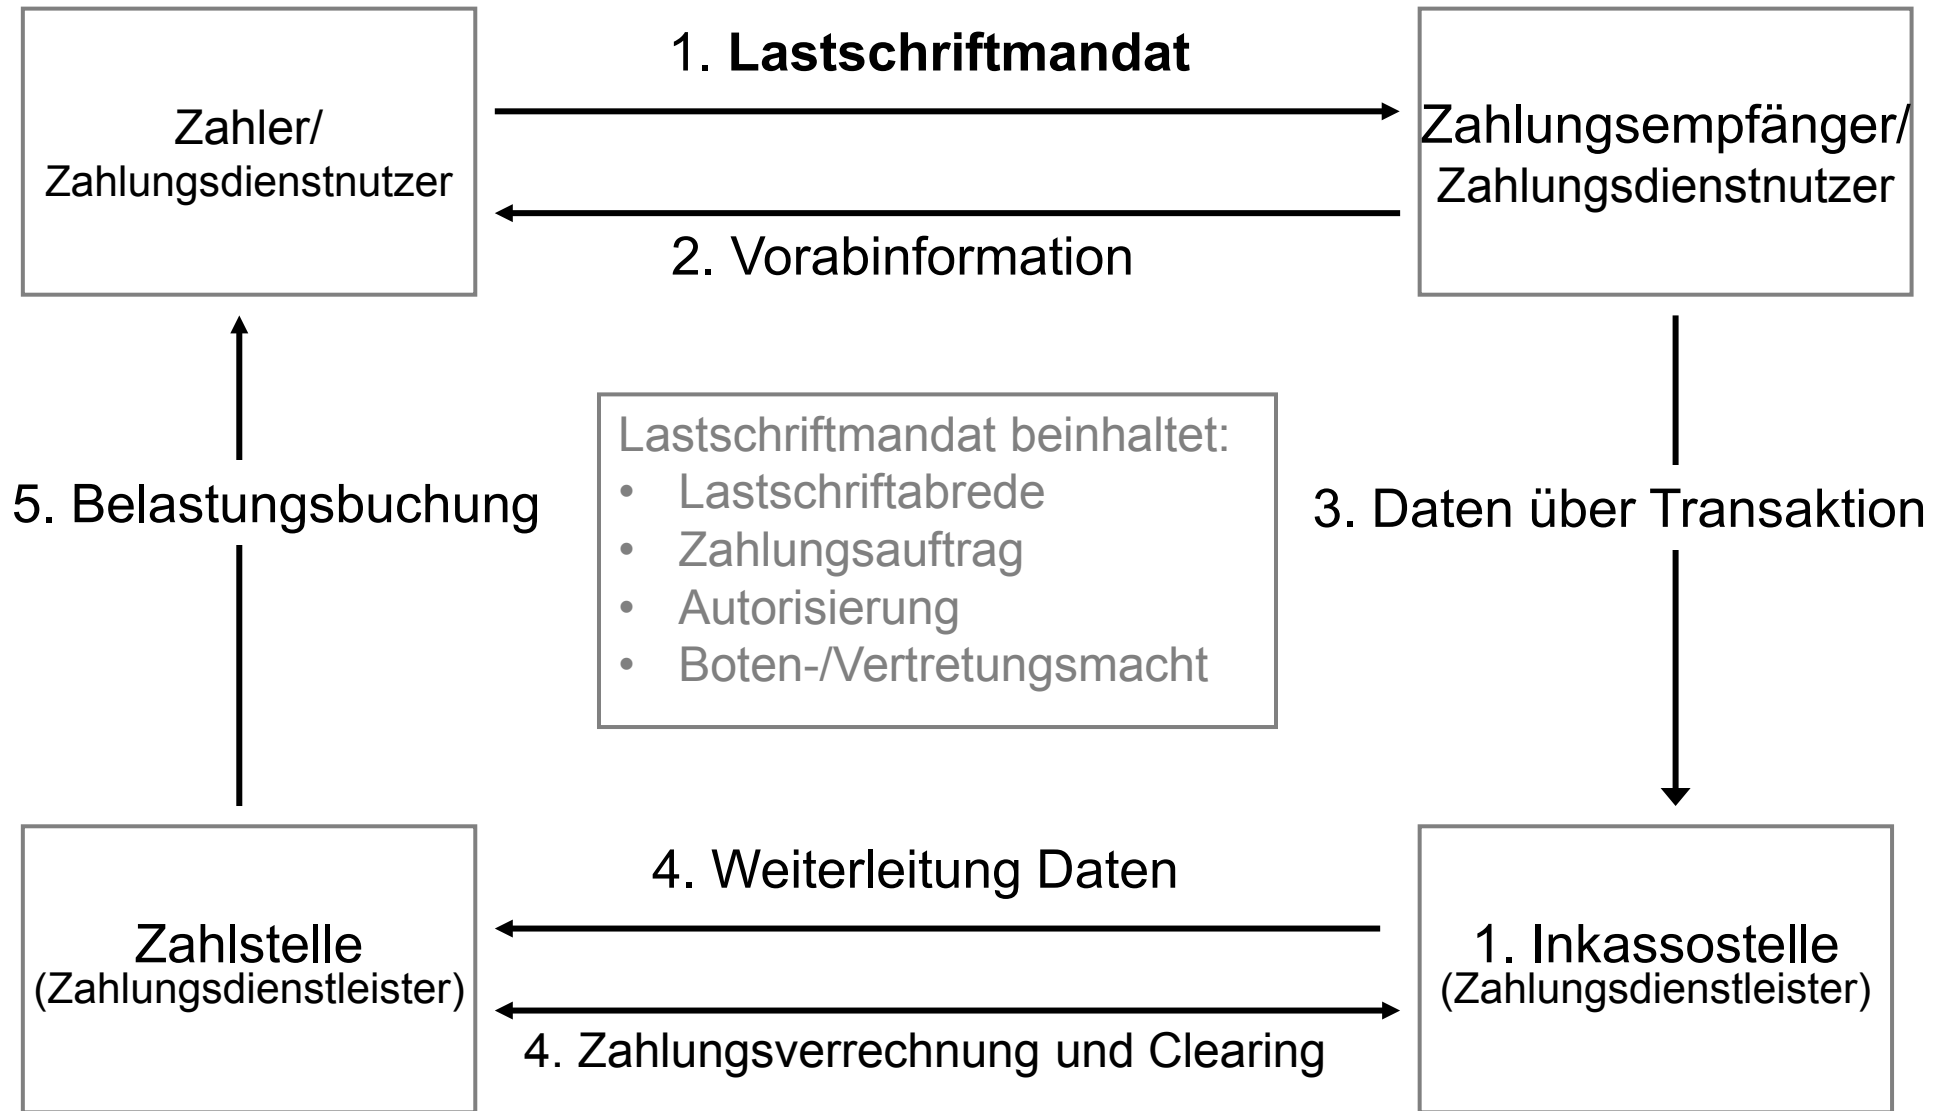 1. Lastschriftmandat
Zahler/
Zahlungsdienstnutzer
Zahlungsempfänger/
Zahlungsdienstnutzer
2. Vorabinformation
Lastschriftmandat beinhaltet:
• Lastschriftabrede
• Zahlungsauftrag
• Autorisierung
• Boten-/Vertretungsmacht
5. Belastungsbuchung
3. Daten über Transaktion
4. Weiterleitung Daten
Zahlstelle
(Zahlungsdienstleister)
1. Inkassostelle
(Zahlungsdienstleister)
4. Zahlungsverrechnung und Clearing